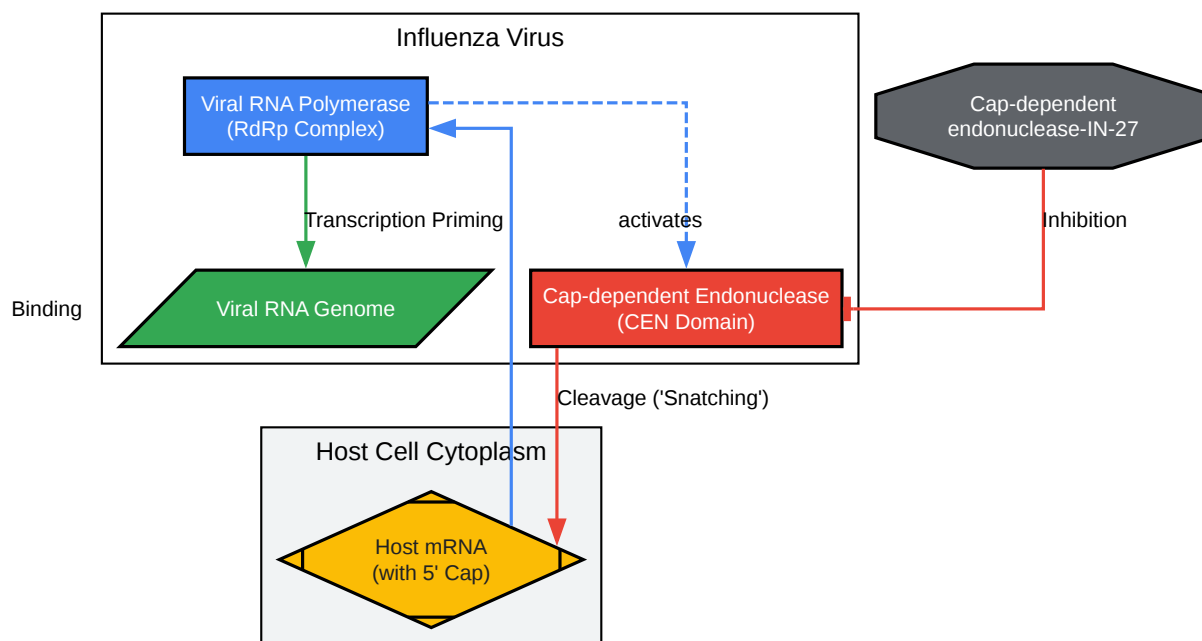 Influenza Virus
Viral RNA Polymerase
(RdRp Complex)
Cap-dependent
endonuclease-IN-27
Transcription Priming
activates
Inhibition
Binding
Viral RNA Genome
Cap-dependent Endonuclease
(CEN Domain)
Cleavage ('Snatching')
Host Cell Cytoplasm
Host mRNA
(with 5' Cap)